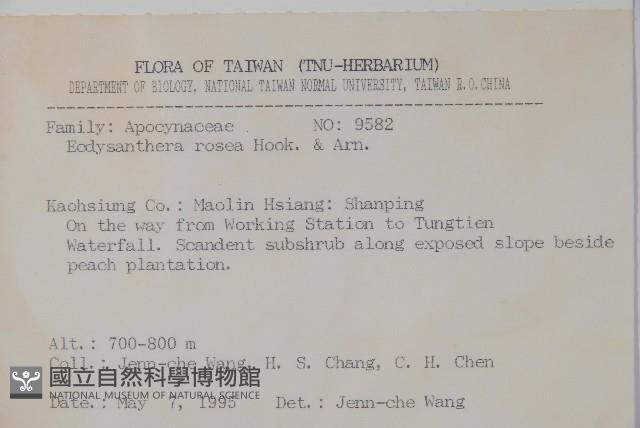 FLORA OF TAIWAN (TNU-HERBARIUM)
DEPARTMENT OF BIOLOGY, NATIONAL TAIWAN NORMAL UNIVERSITY, TAIWAN R.O.CHINA
Family: Apocynaceae NO: 9582
Ecdysanthera rosea Hook. & Arn.
Kaohsiung Co.: Maolin Hsiang: Shanping
On the way from Working Station to Tungtien
Waterfall. Scandent subshrub along exposed slope beside
peach plantation.
Alt.: 700-800 m
Coll.: Jenn-che Wang, H. S. Chang, C. H. Chen
國立自然科學博物館
NATIONAL MUSEUM OF NATURAL SCIENCE
Date.: May 7, 1995 Det.: Jenn-che Wang